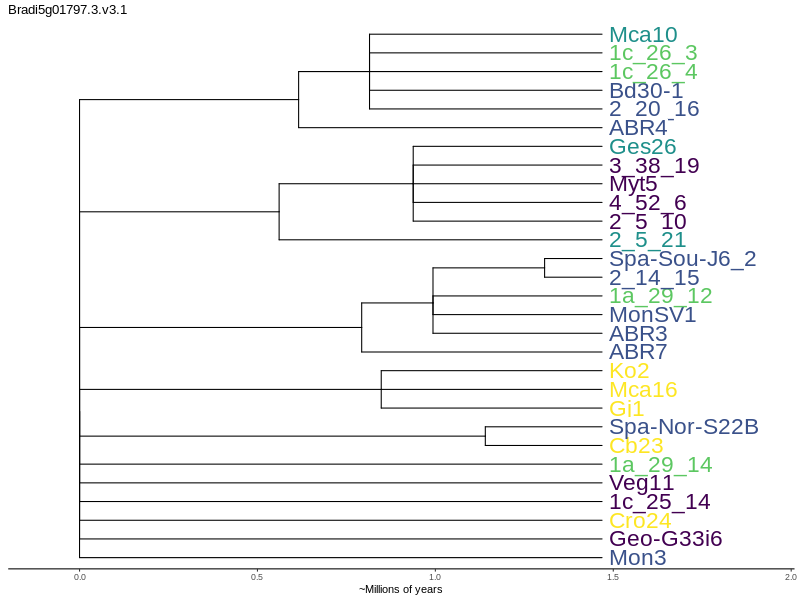 Bradi5g01797.3.v3.1
Mca10
1c_26_3
1c_26_4
Bd30-1
2_20_16
ABR4
Ges26
3_38_19
Myt5
4_52_6
2_5_10
2_5_21
Spa-Sou-J6_2
2_14_15
1a_29_12
MonSV1
ABR3
ABR7
Ko2
Mca16
Gi1
Spa-Nor-S22B
Cb23
1a_29_14
Veg11
1c_25_14
Cro24
Geo-G33i6
Mon3
0.0 0.5 1.0 1.5 2.0
~Millions of years